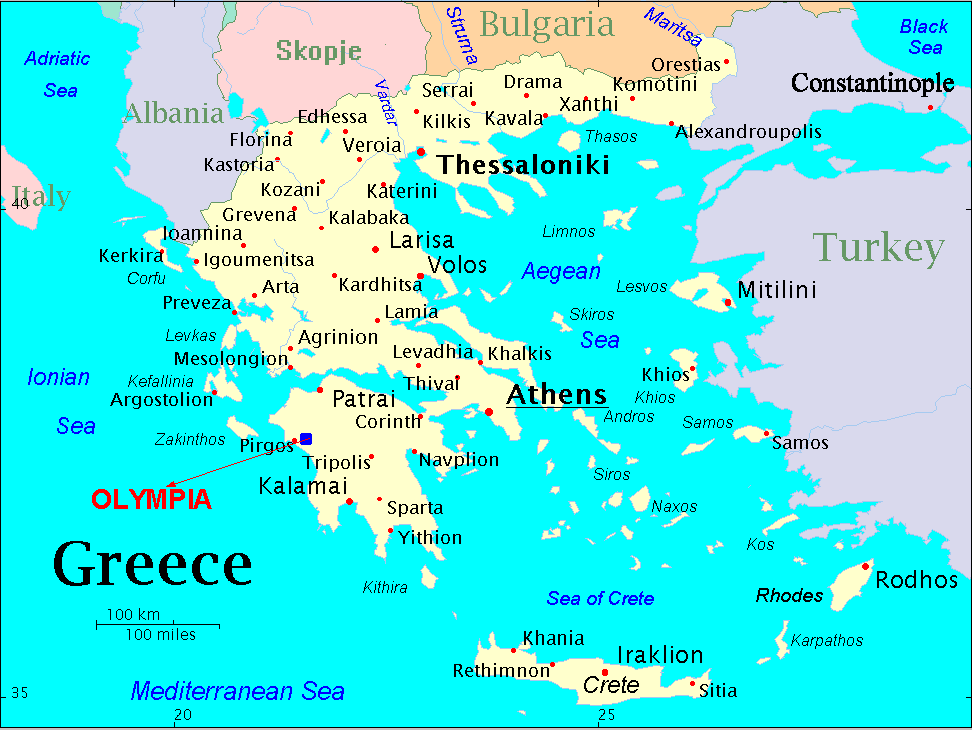 Bulgaria
Struma
Maritsa
Black
Sea
Adriatic
Sea
Skopje
Orestias
Vardar
Serrai
Drama
Komotini
Constantinople
Albania
Edhessa
Kilkis
Kavala
Xanthi
Alexandroupolis
Florina
Veroia
Thasos
Kastoria
Thessaloniki
Italy
40
Kozani
Katerini
Grevena
Kalabaka
Ioannina
Larisa
Limnos
Turkey
Kerkira
Igoumenitsa
Volos
Aegean
Corfu
Arta
Kardhitsa
Lesvos
Mitilini
Preveza
Lamia
Skiros
Levkas
Agrinion
Sea
Mesolongion
Levadhia
Khalkis
Ionian
Kefallinia
Thivai
Khios
Argostolion
Patrai
Athens
Khios
Sea
Corinth
Andros
Samos
Zakinthos
Pirgos
Samos
Tripolis
Navplion
Kalamai
Siros
OLYMPIA
Sparta
Naxos
Yithion
Kos
Greece
Kithira
Rodhos
Sea of Crete
Rhodes
100 km
100 miles
Khania
Karpathos
Rethimnon
Iraklion
Crete
Sitia
35
Mediterranean Sea
20
25